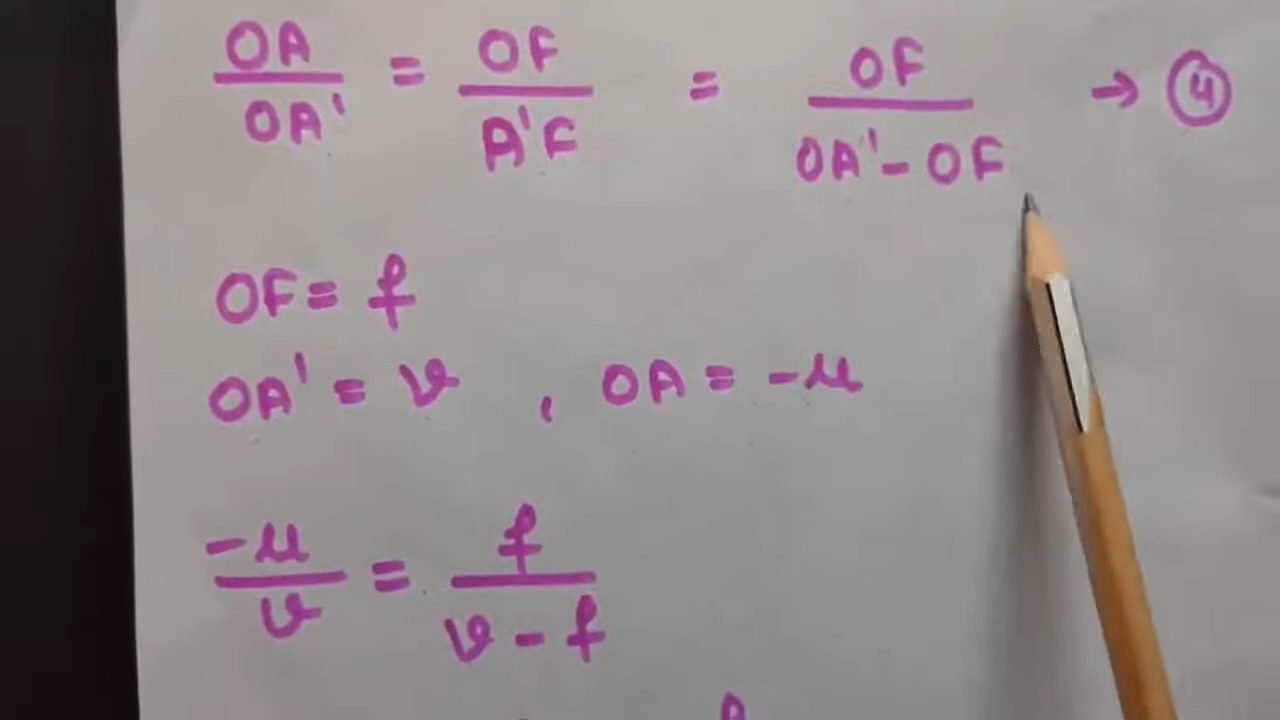 OA/OA' = OF/A'F = OF/(OA' - OF) → ④
OF = f
OA' = v , OA = -u
-u/v = f/(v - f)